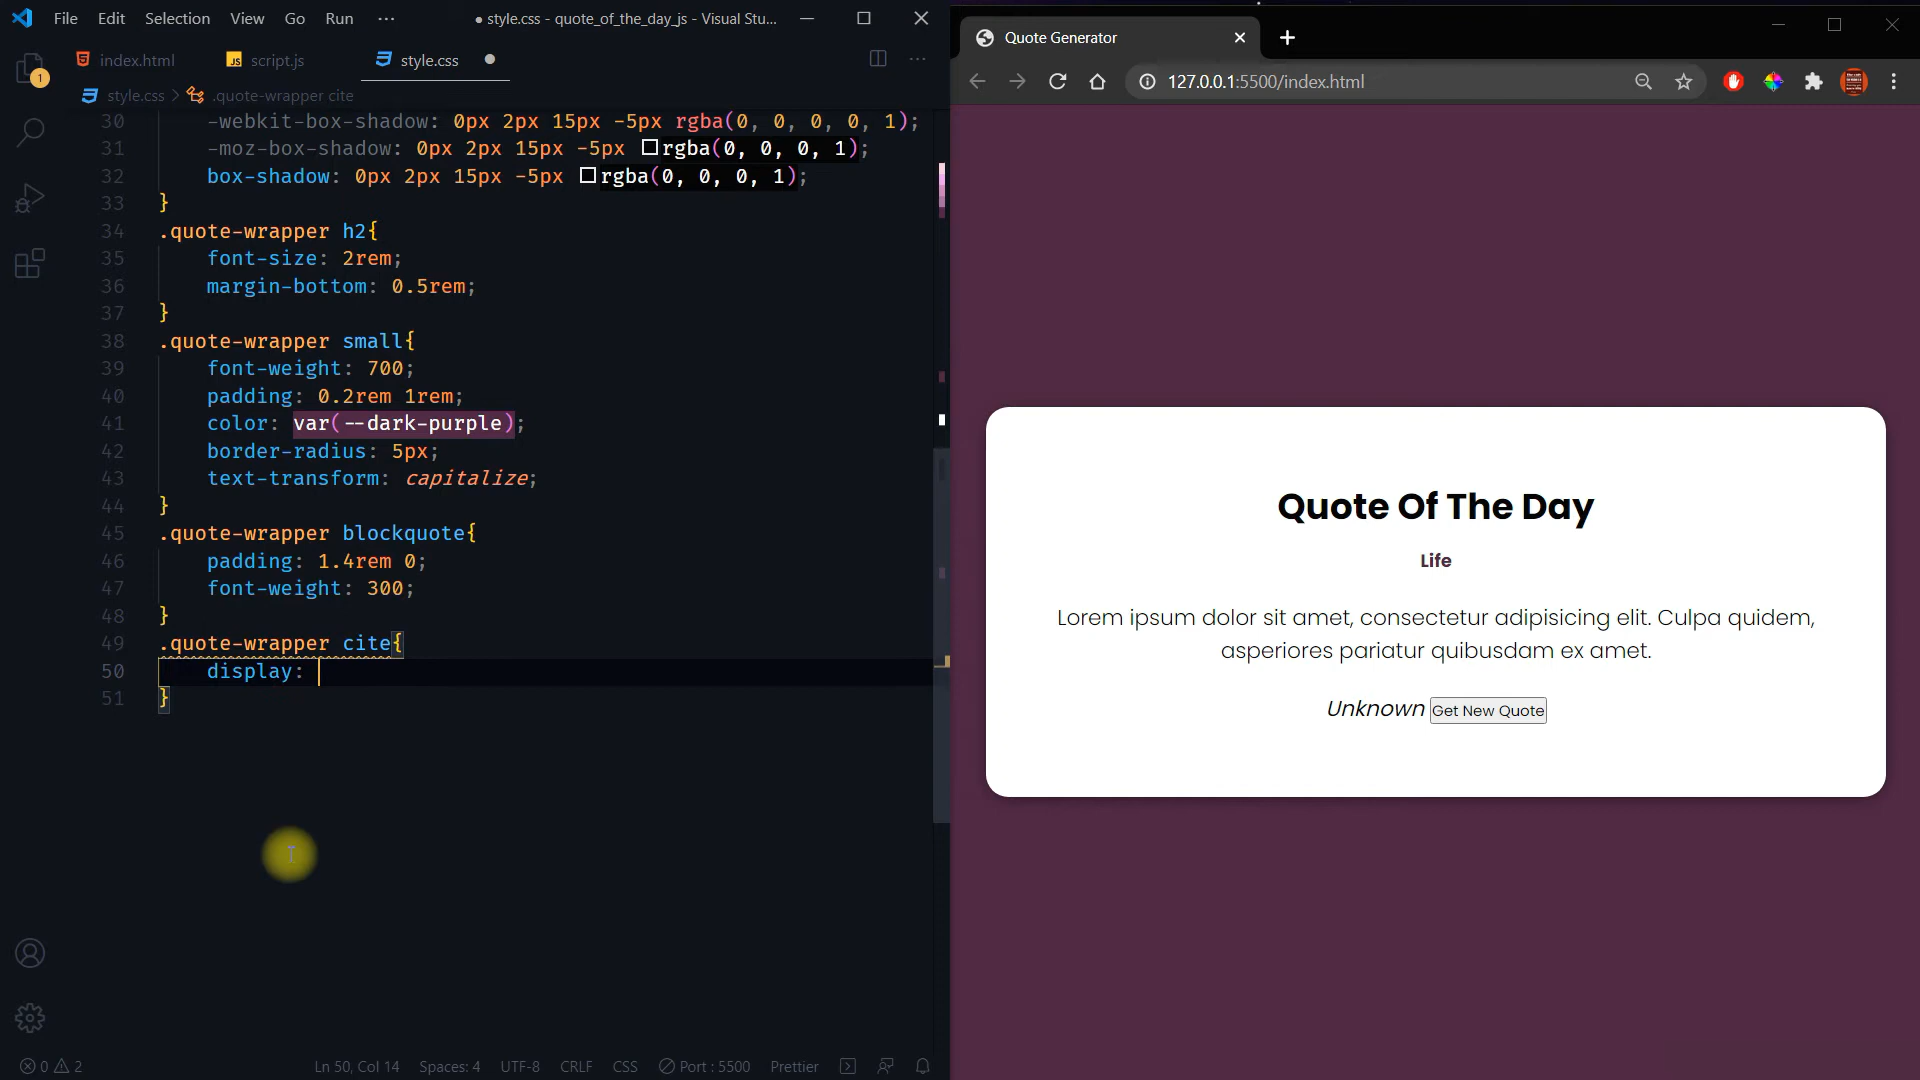 File Edit Selection View Go Run ··· ● style.css - quote_of_the_day_js - Visual Stu...
index.html script.js style.css
style.css > .quote-wrapper cite
30 -webkit-box-shadow: 0px 2px 15px -5px rgba(0, 0, 0, 0, 1);
31 -moz-box-shadow: 0px 2px 15px -5px rgba(0, 0, 0, 1);
32 box-shadow: 0px 2px 15px -5px rgba(0, 0, 0, 1);
33 }
34 .quote-wrapper h2{
35 font-size: 2rem;
36 margin-bottom: 0.5rem;
37 }
38 .quote-wrapper small{
39 font-weight: 700;
40 padding: 0.2rem 1rem;
41 color: var(--dark-purple);
42 border-radius: 5px;
43 text-transform: capitalize;
44 }
45 .quote-wrapper blockquote{
46 padding: 1.4rem 0;
47 font-weight: 300;
48 }
49 .quote-wrapper cite{
50 display:
51 }
1
0 2 Ln 50, Col 14 Spaces: 4 UTF-8 CRLF CSS Port : 5500 Prettier
Quote Generator
127.0.0.1:5500/index.html
Quote Of The Day
Life
Lorem ipsum dolor sit amet, consectetur adipisicing elit. Culpa quidem,
asperiores pariatur quibusdam ex amet.
Unknown Get New Quote